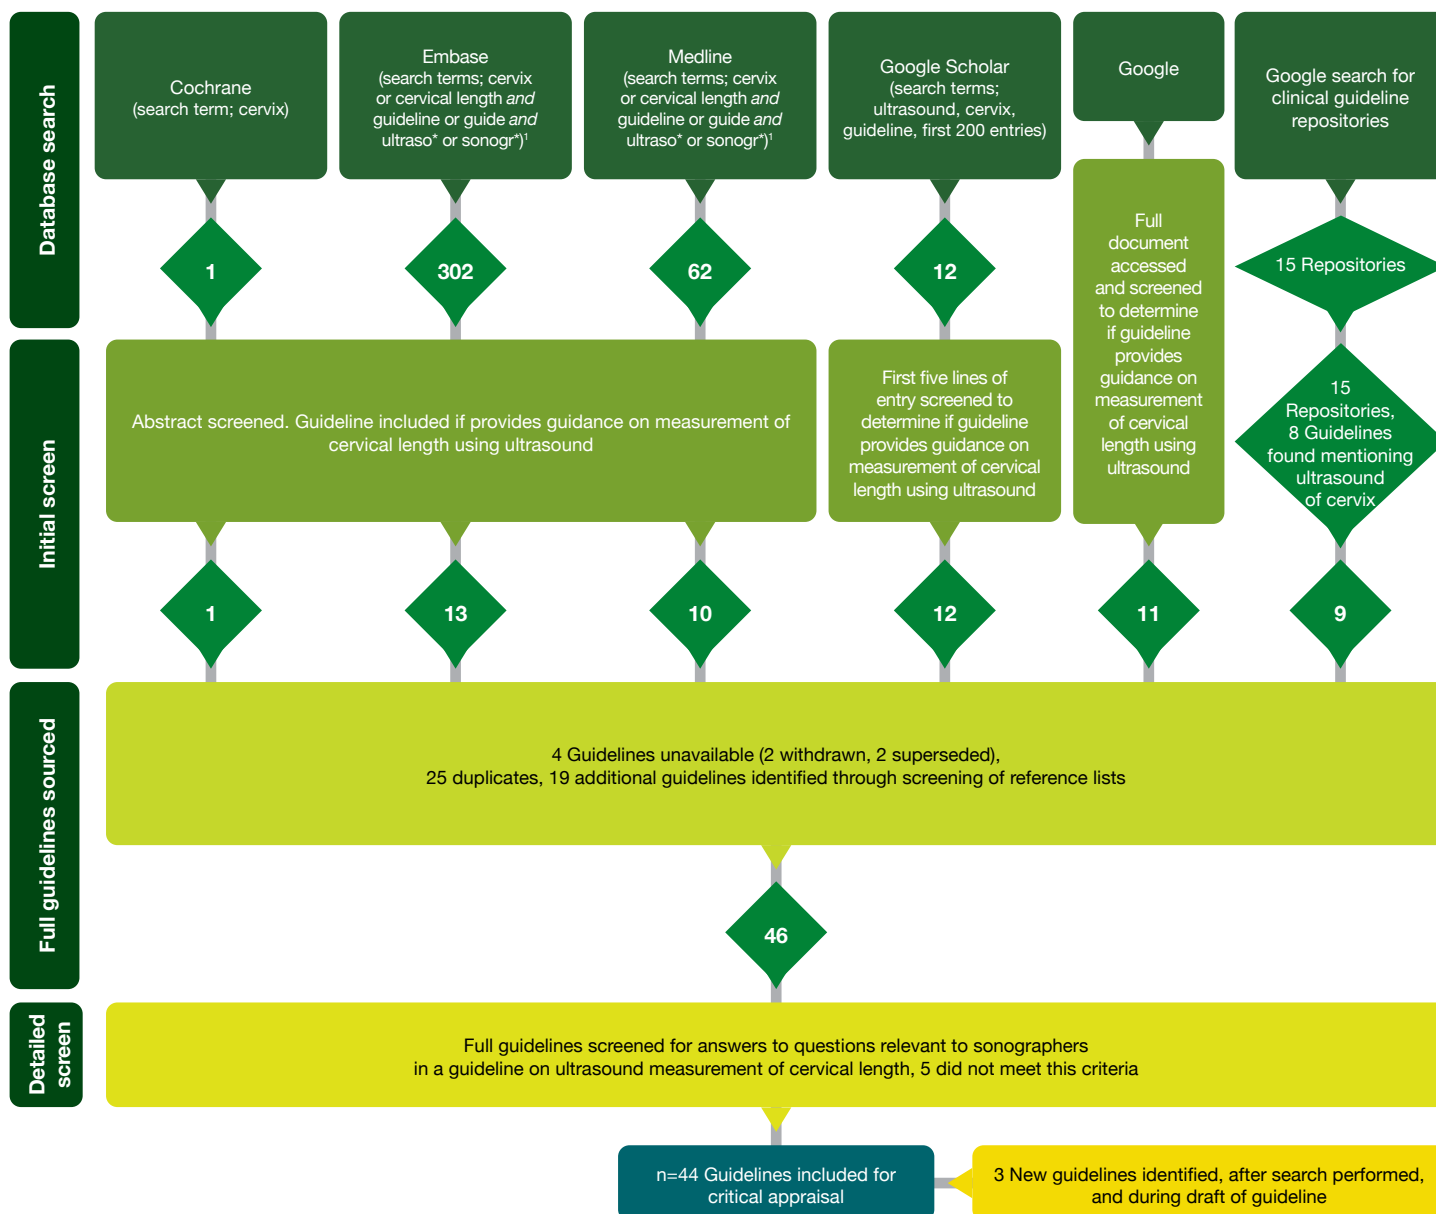 Database search
Cochrane
(search term; cervix)
Embase
(search terms; cervix
or cervical length and
guideline or guide and
ultraso* or sonogr*)¹
Medline
(search terms; cervix
or cervical length and
guideline or guide and
ultraso* or sonogr*)¹
Google Scholar
(search terms;
ultrasound, cervix,
guideline, first 200 entries)
Google
Google search for
clinical guideline
repositories
1
302
62
12
Full
document
accessed
and screened
to determine
if guideline
provides
guidance on
measurement
of cervical
length using
ultrasound
15 Repositories
Initial screen
Abstract screened. Guideline included if provides guidance on measurement of
cervical length using ultrasound
First five lines of
entry screened to
determine if guideline
provides guidance on
measurement of cervical
length using ultrasound
15
Repositories,
8 Guidelines
found mentioning
ultrasound
of cervix
1
13
10
12
11
9
Full guidelines sourced
4 Guidelines unavailable (2 withdrawn, 2 superseded),
25 duplicates, 19 additional guidelines identified through screening of reference lists
46
Detailed
screen
Full guidelines screened for answers to questions relevant to sonographers
in a guideline on ultrasound measurement of cervical length, 5 did not meet this criteria
n=44 Guidelines included for
critical appraisal
3 New guidelines identified, after search performed,
and during draft of guideline